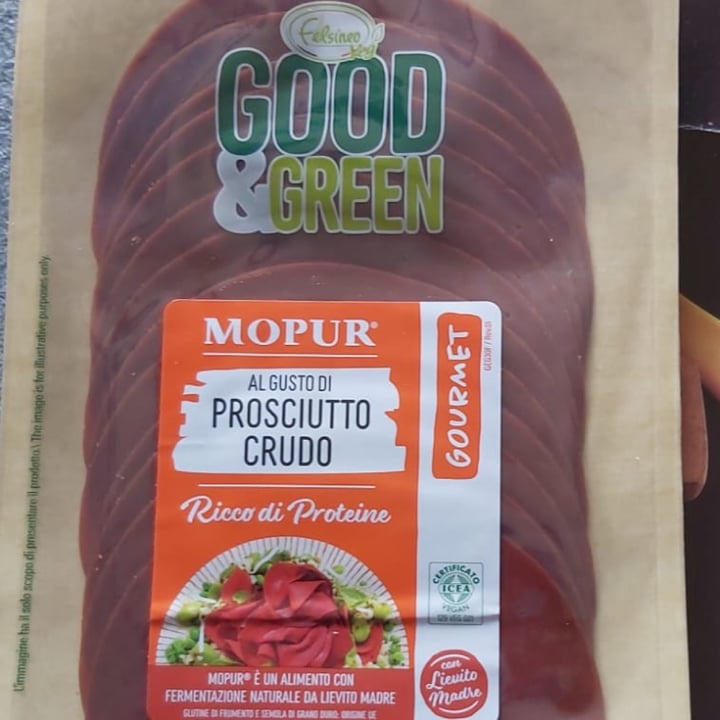 Felsineo
Veg
GOOD
&GREEN
MOPUR®
AL GUSTO DI
PROSCIUTTO
CRUDO
Ricco di Proteine
GOURMET
CERTIFICATO
ICEA
VEGAN
con
Lievito
Madre
MOPUR® È UN ALIMENTO CON
FERMENTAZIONE NATURALE DA LIEVITO MADRE
GLUTINE DI FRUMENTO E SEMOLA DI GRANO DURO: ORIGINE UE
L'immagine ha il solo scopo di presentare il prodotto.\ The image is for illustrative purposes only.